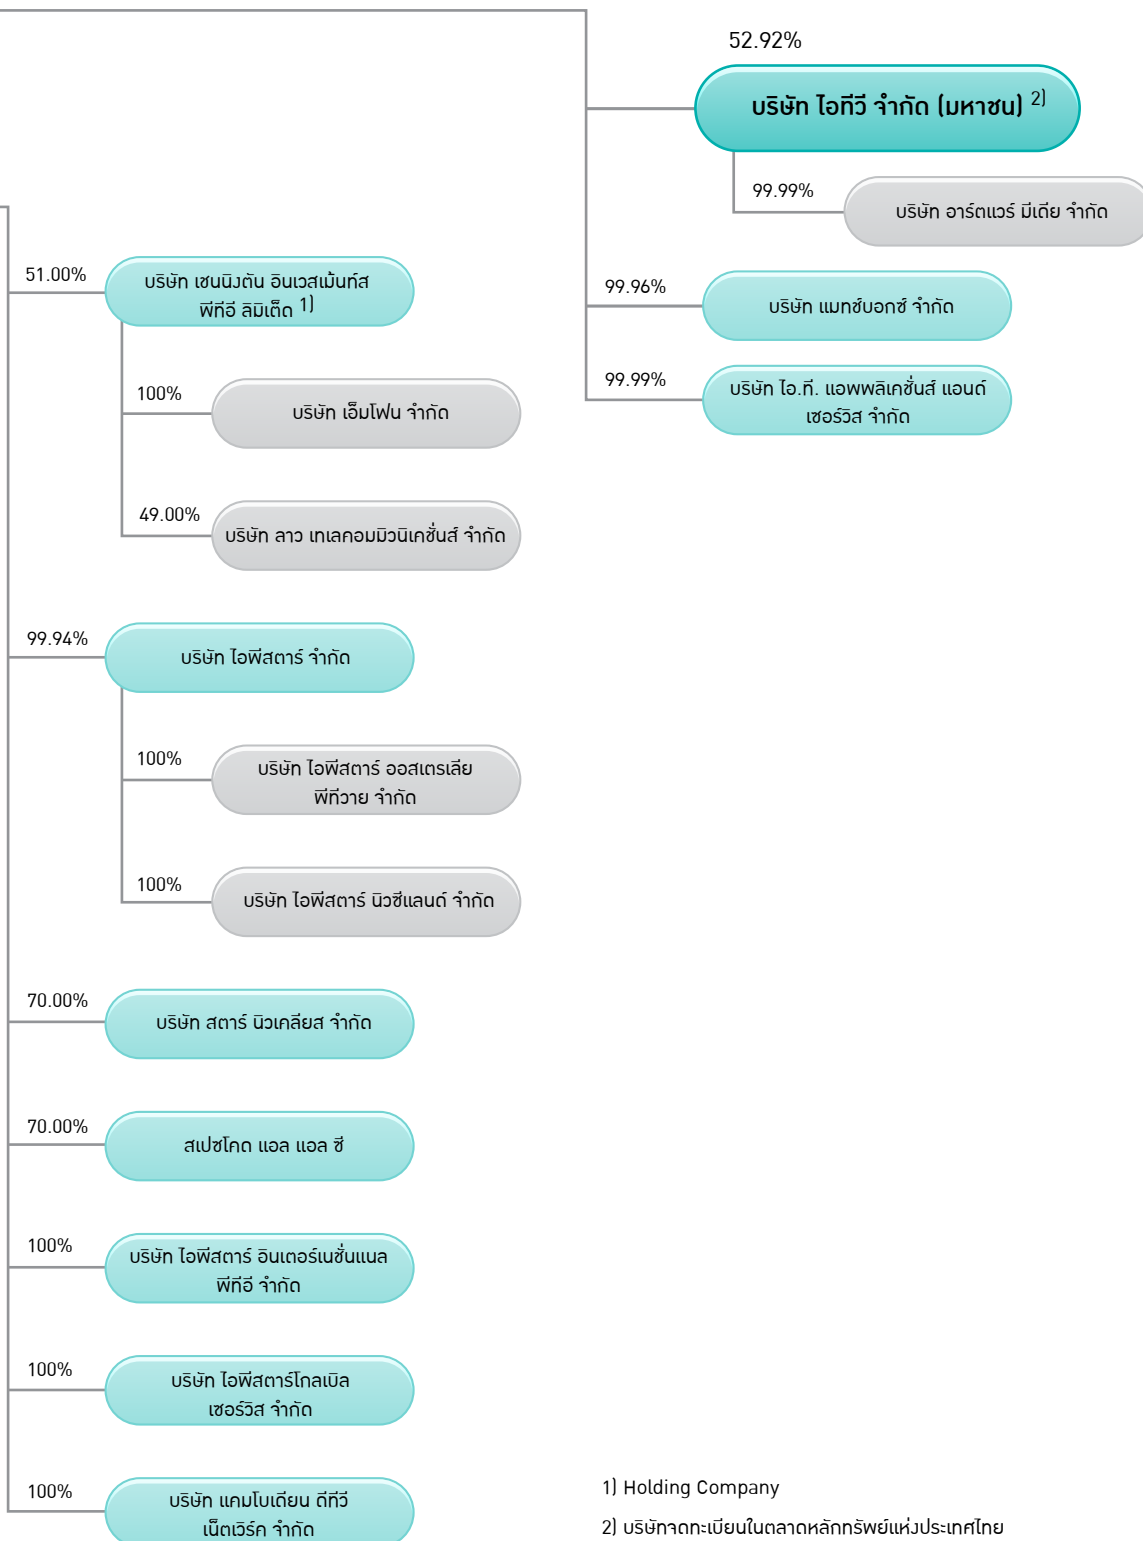 52.92%
บริษัท ไอทีวี จำกัด (มหาชน) 2)
99.99%
บริษัท อาร์ตแวร์ มีเดีย จำกัด
99.96%
บริษัท แมทช์บอกซ์ จำกัด
99.99%
บริษัท ไอ.ที. แอพพลิเคชั่นส์ แอนด์
เซอร์วิส จำกัด
51.00%
บริษัท เชนนิงตัน อินเวสเม้นท์ส
พีทีอี ลิมิเต็ด 1)
100%
บริษัท เอ็มโฟน จำกัด
49.00%
บริษัท ลาว เทเลคอมมิวนิเคชั่นส์ จำกัด
99.94%
บริษัท ไอพีสตาร์ จำกัด
100%
บริษัท ไอพีสตาร์ ออสเตรเลีย
พีทีวาย จำกัด
100%
บริษัท ไอพีสตาร์ นิวซีแลนด์ จำกัด
70.00%
บริษัท สตาร์ นิวเคลียส จำกัด
70.00%
สเปซโคด แอล แอล ซี
100%
บริษัท ไอพีสตาร์ อินเตอร์เนชั่นแนล
พีทีอี จำกัด
100%
บริษัท ไอพีสตาร์โกลเบิล
เซอร์วิส จำกัด
100%
บริษัท แคมโบเดียน ดีทีวี
เน็ตเวิร์ค จำกัด
1) Holding Company
2) บริษัทจดทะเบียนในตลาดหลักทรัพย์แห่งประเทศไทย